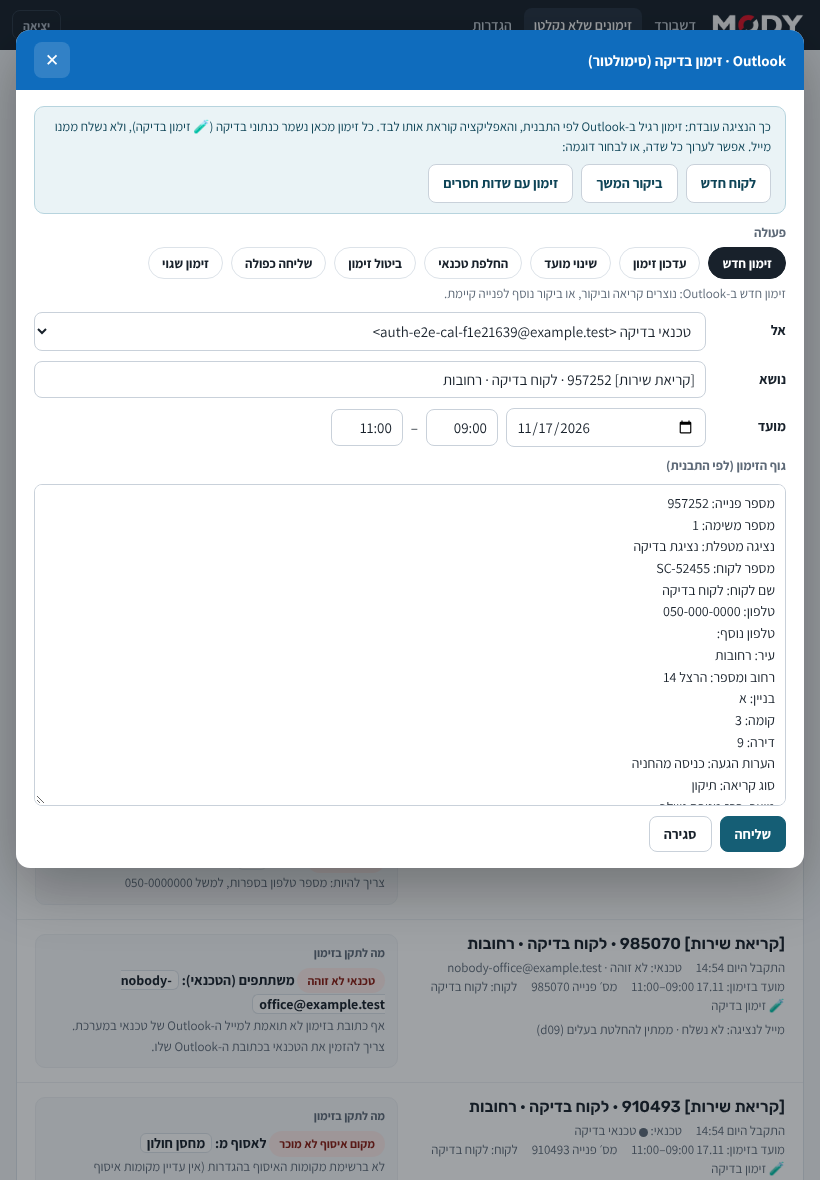 MODY
דשבורד
זימונים שלא נקלטו
הגדרות
יציאה
Outlook · זימון בדיקה (סימולטור)
כך הנציגה עובדת: זימון רגיל ב-Outlook לפי התבנית, והאפליקציה קוראת אותו לבד. כל זימון מכאן נשמר כנתוני בדיקה (🧪 זימון בדיקה), ולא נשלח ממנו
מייל. אפשר לערוך כל שדה, או לבחור דוגמה:
לקוח חדש
ביקור המשך
זימון עם שדות חסרים
פעולה
זימון חדש
עדכון זימון
שינוי מועד
החלפת טכנאי
ביטול זימון
שליחה כפולה
זימון שגוי
זימון חדש ב-Outlook: נוצרים קריאה וביקור, או ביקור נוסף לפנייה קיימת.
אל
טכנאי בדיקה <auth-e2e-cal-f1e21639@example.test>
נושא
[קריאת שירות] 957252 · לקוח בדיקה · רחובות
מועד
11/17/2026
09:00
–
11:00
גוף הזימון (לפי התבנית)
מספר פנייה: 957252
מספר משימה: 1
נציגה מטפלת: נציגת בדיקה
מספר לקוח: SC-52455
שם לקוח: לקוח בדיקה
טלפון: 050-000-0000
טלפון נוסף:
עיר: רחובות
רחוב ומספר: הרצל 14
בניין: א
קומה: 3
דירה: 9
הערות הגעה: כניסה מהחניה
סוג קריאה: תיקון
שליחה
סגירה
צריך להיות: מספר טלפון בספרות, למשל 050-0000000
[קריאת שירות] 985070 · לקוח בדיקה · רחובות
התקבל היום 14:54
טכנאי: לא זוהה · nobody-office@example.test
מועד בזימון: 17.11 09:00–11:00
מס׳ פנייה 985070
לקוח: לקוח בדיקה
🧪 זימון בדיקה
מייל לנציגה: לא נשלח · ממתין להחלטת בעלים (d09)
מה לתקן בזימון
טכנאי לא זוהה
משתתפים (הטכנאי): nobody-
office@example.test
אף כתובת בזימון לא תואמת למייל ה-Outlook של טכנאי במערכת.
צריך להזמין את הטכנאי בכתובת ה-Outlook שלו.
[קריאת שירות] 910493 · לקוח בדיקה · רחובות
התקבל היום 14:54
טכנאי: טכנאי בדיקה
מועד בזימון: 17.11 09:00–11:00
מס׳ פנייה 910493
לקוח: לקוח בדיקה
🧪 זימון בדיקה
מה לתקן בזימון
מקום איסוף לא מוכר
לאסוף מ: מחסן חולון
לא ברשימת מקומות האיסוף בהגדרות (אין עדיין מקומות איסוף